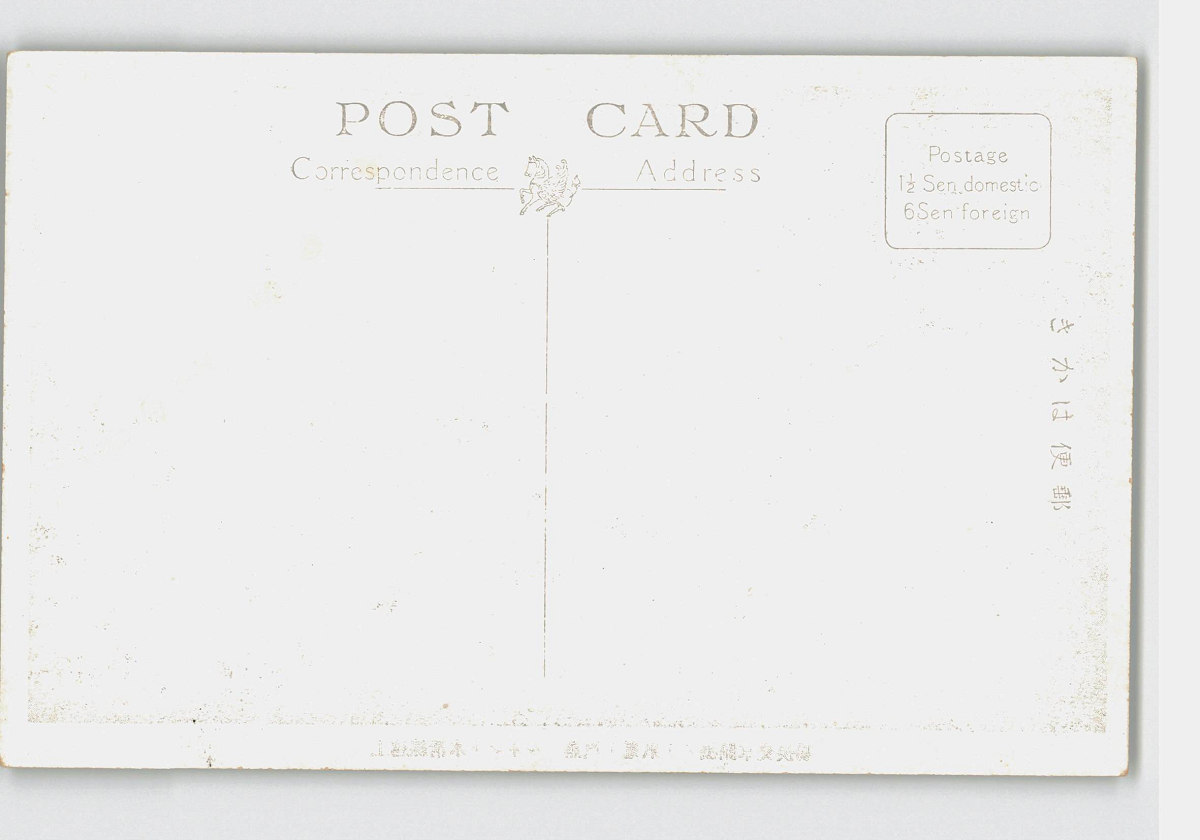 POST CARD
Correspondence Address
Postage
1½ Sen domestic
6 Sen foreign
きかは便郵